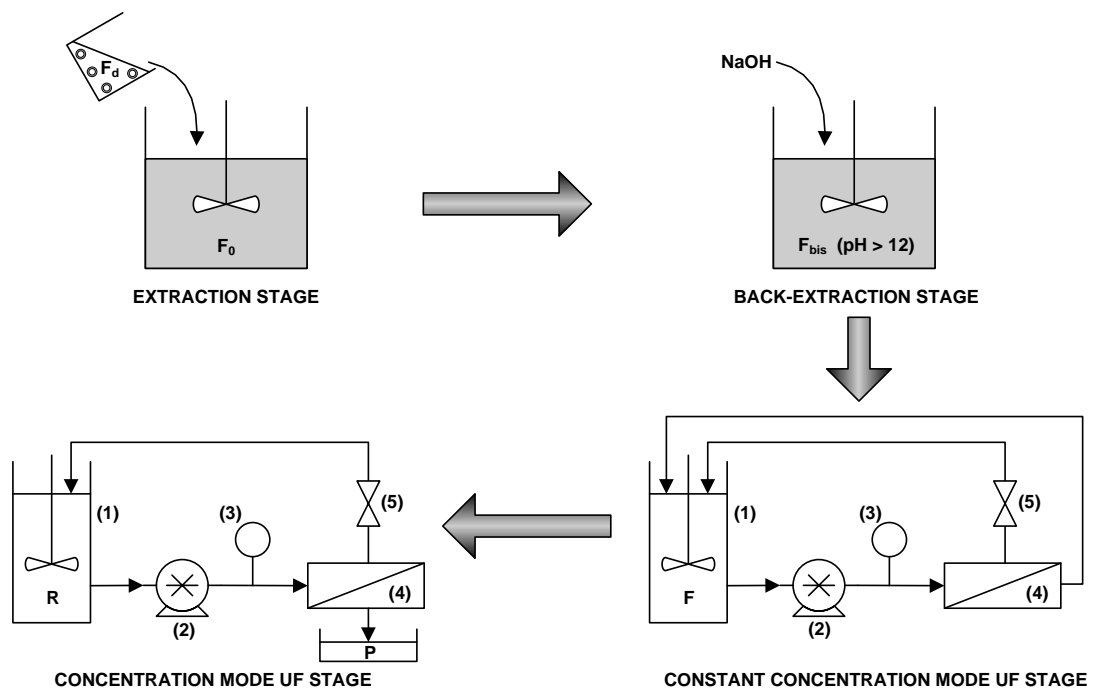 F_d
NaOH
F_0
F_bis (pH > 12)
EXTRACTION STAGE
BACK-EXTRACTION STAGE
(1)
(3)
(5)
R
(2)
(4)
P
CONCENTRATION MODE UF STAGE
(1)
(3)
(5)
F
(2)
(4)
CONSTANT CONCENTRATION MODE UF STAGE